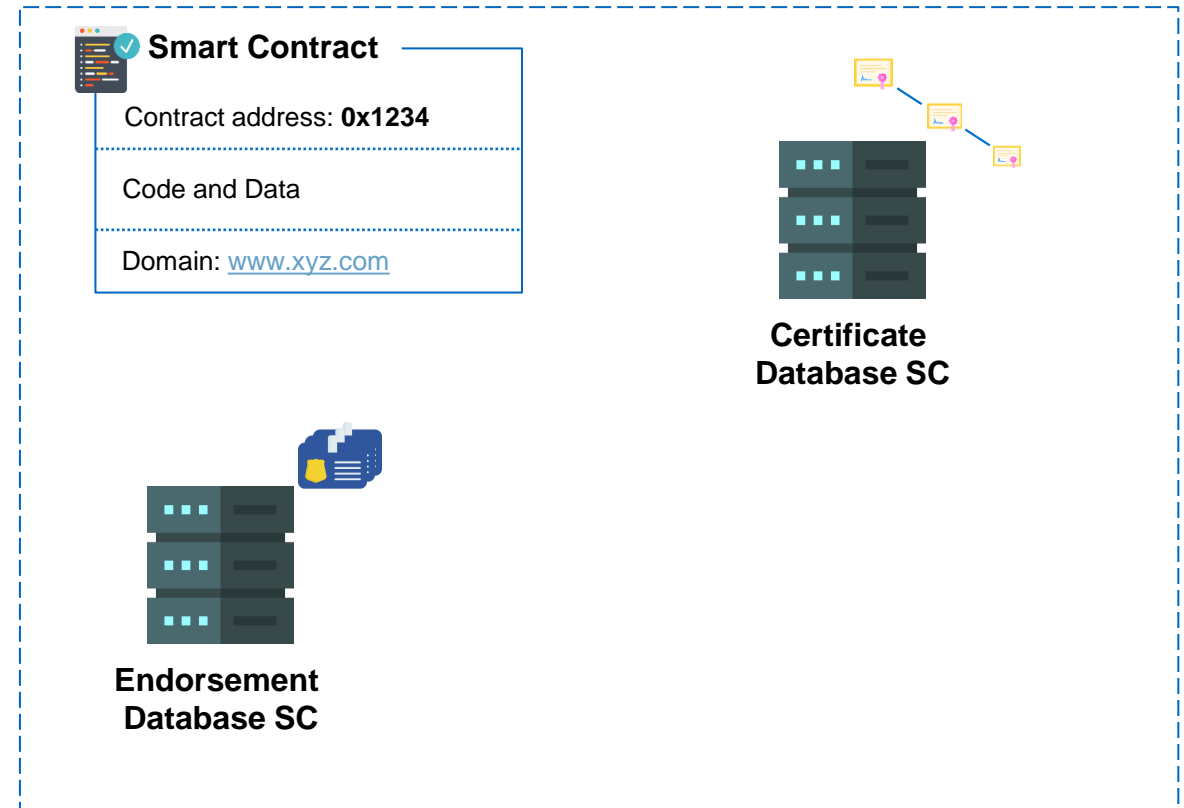 Smart Contract
Contract address: 0x1234
Code and Data
Domain: www.xyz.com
Certificate
Database SC
Endorsement
Database SC